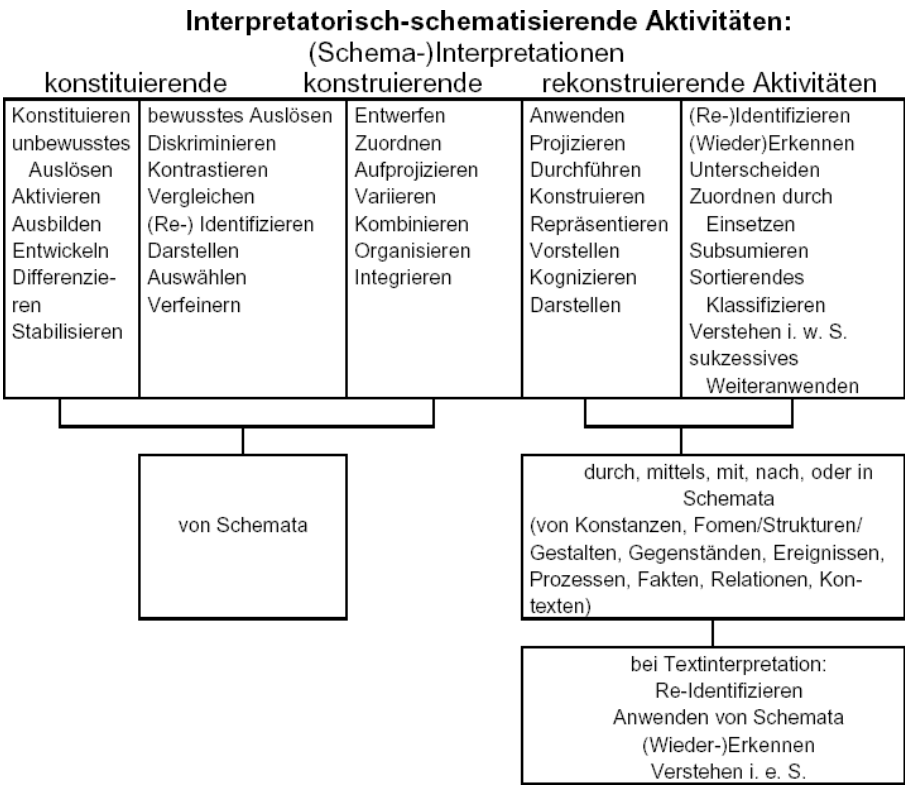 Interpretatorisch-schematisierende Aktivitäten:
(Schema-)Interpretationen
konstituierende konstruierende rekonstruierende Aktivitäten
Konstituieren
unbewusstes
Auslösen
Aktivieren
Ausbilden
Entwickeln
Differenzie-
ren
Stabilisieren
bewusstes Auslösen
Diskriminieren
Kontrastieren
Vergleichen
(Re-) Identifizieren
Darstellen
Auswählen
Verfeinern
Entwerfen
Zuordnen
Aufprojizieren
Variieren
Kombinieren
Organisieren
Integrieren
Anwenden
Projizieren
Durchführen
Konstruieren
Repräsentieren
Vorstellen
Kognizieren
Darstellen
(Re-)Identifizieren
(Wieder)Erkennen
Unterscheiden
Zuordnen durch
Einsetzen
Subsumieren
Sortierendes
Klassifizieren
Verstehen i. w. S.
sukzessives
Weiteranwenden
von Schemata
durch, mittels, mit, nach, oder in
Schemata
(von Konstanzen, Fomen/Strukturen/
Gestalten, Gegenständen, Ereignissen,
Prozessen, Fakten, Relationen, Kon-
texten)
bei Textinterpretation:
Re-Identifizieren
Anwenden von Schemata
(Wieder-)Erkennen
Verstehen i. e. S.